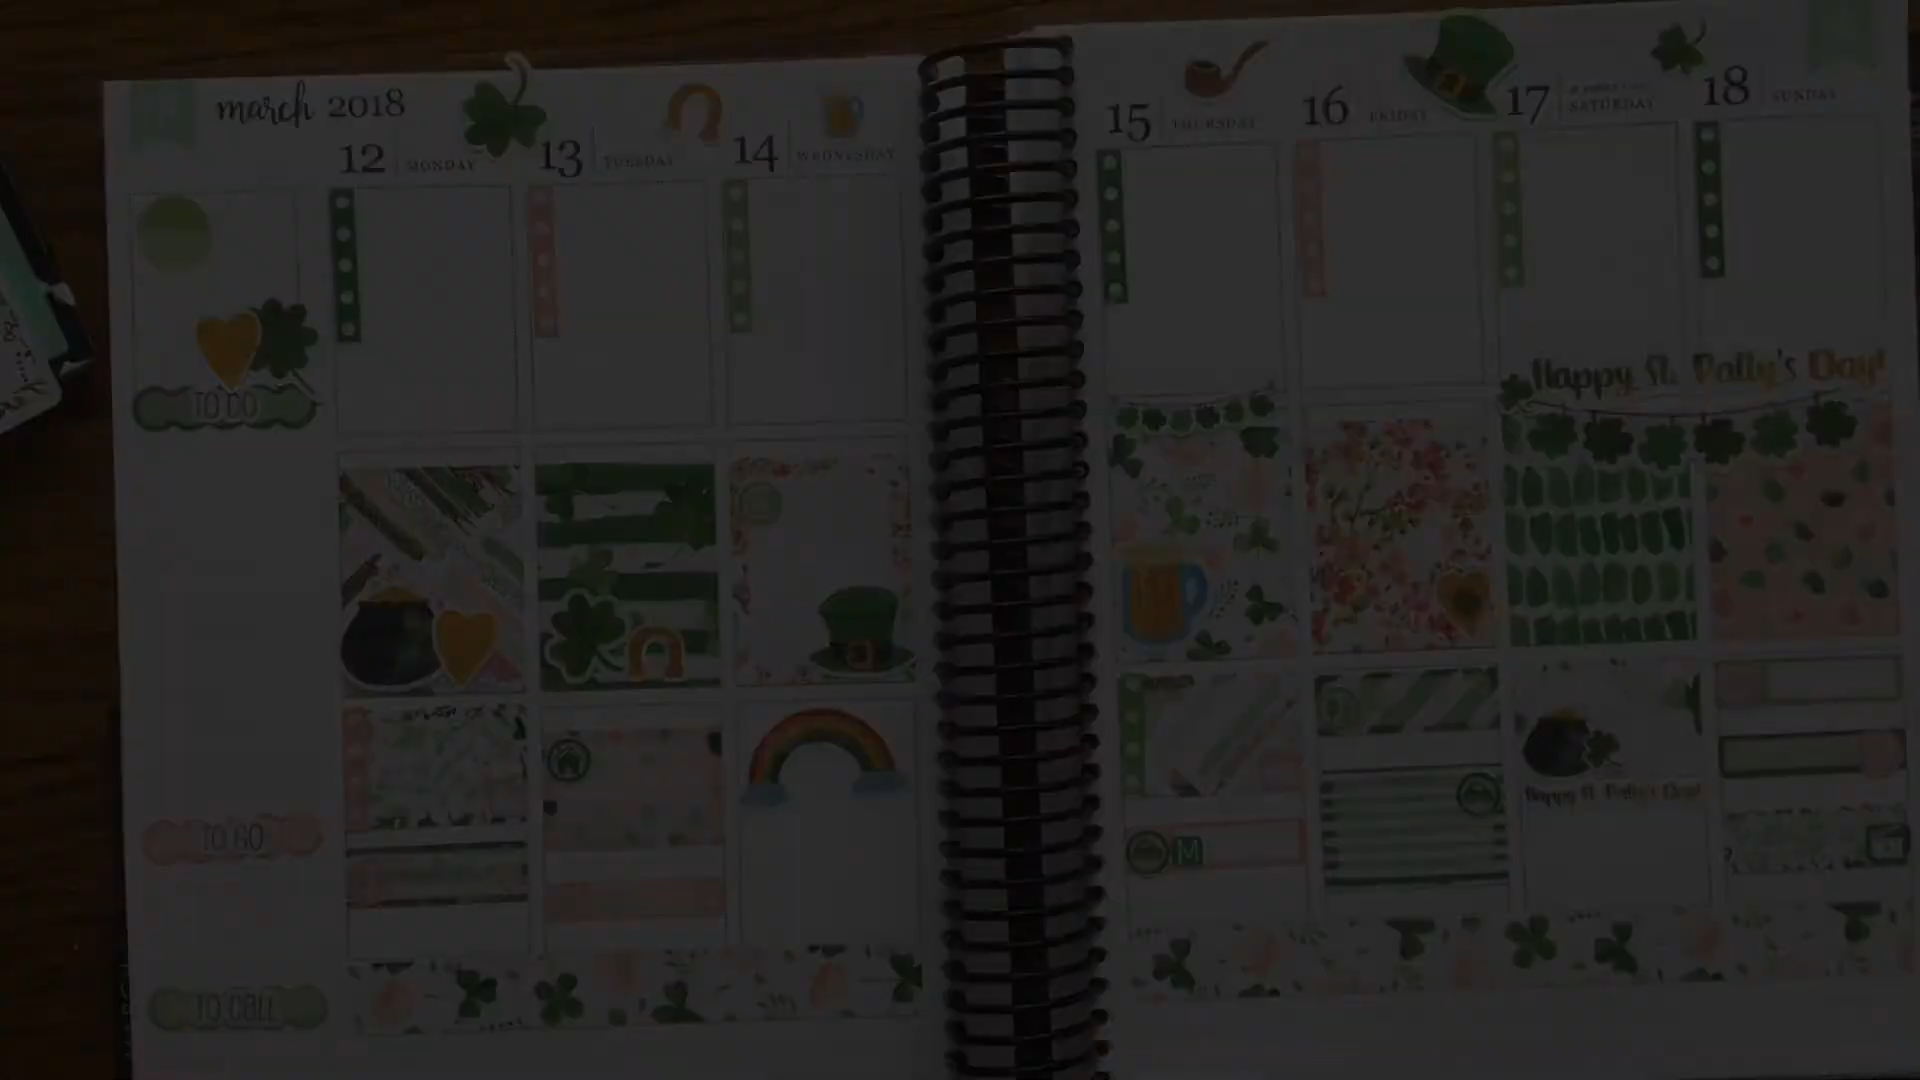 march 2018
12 MONDAY
13 TUESDAY
14 WEDNESDAY
15 THURSDAY
16 FRIDAY
17 SATURDAY
18 SUNDAY
TO DO
Happy St. Patty's Day!
Happy St. Patty's Day!
M
TO GO
TO CALL